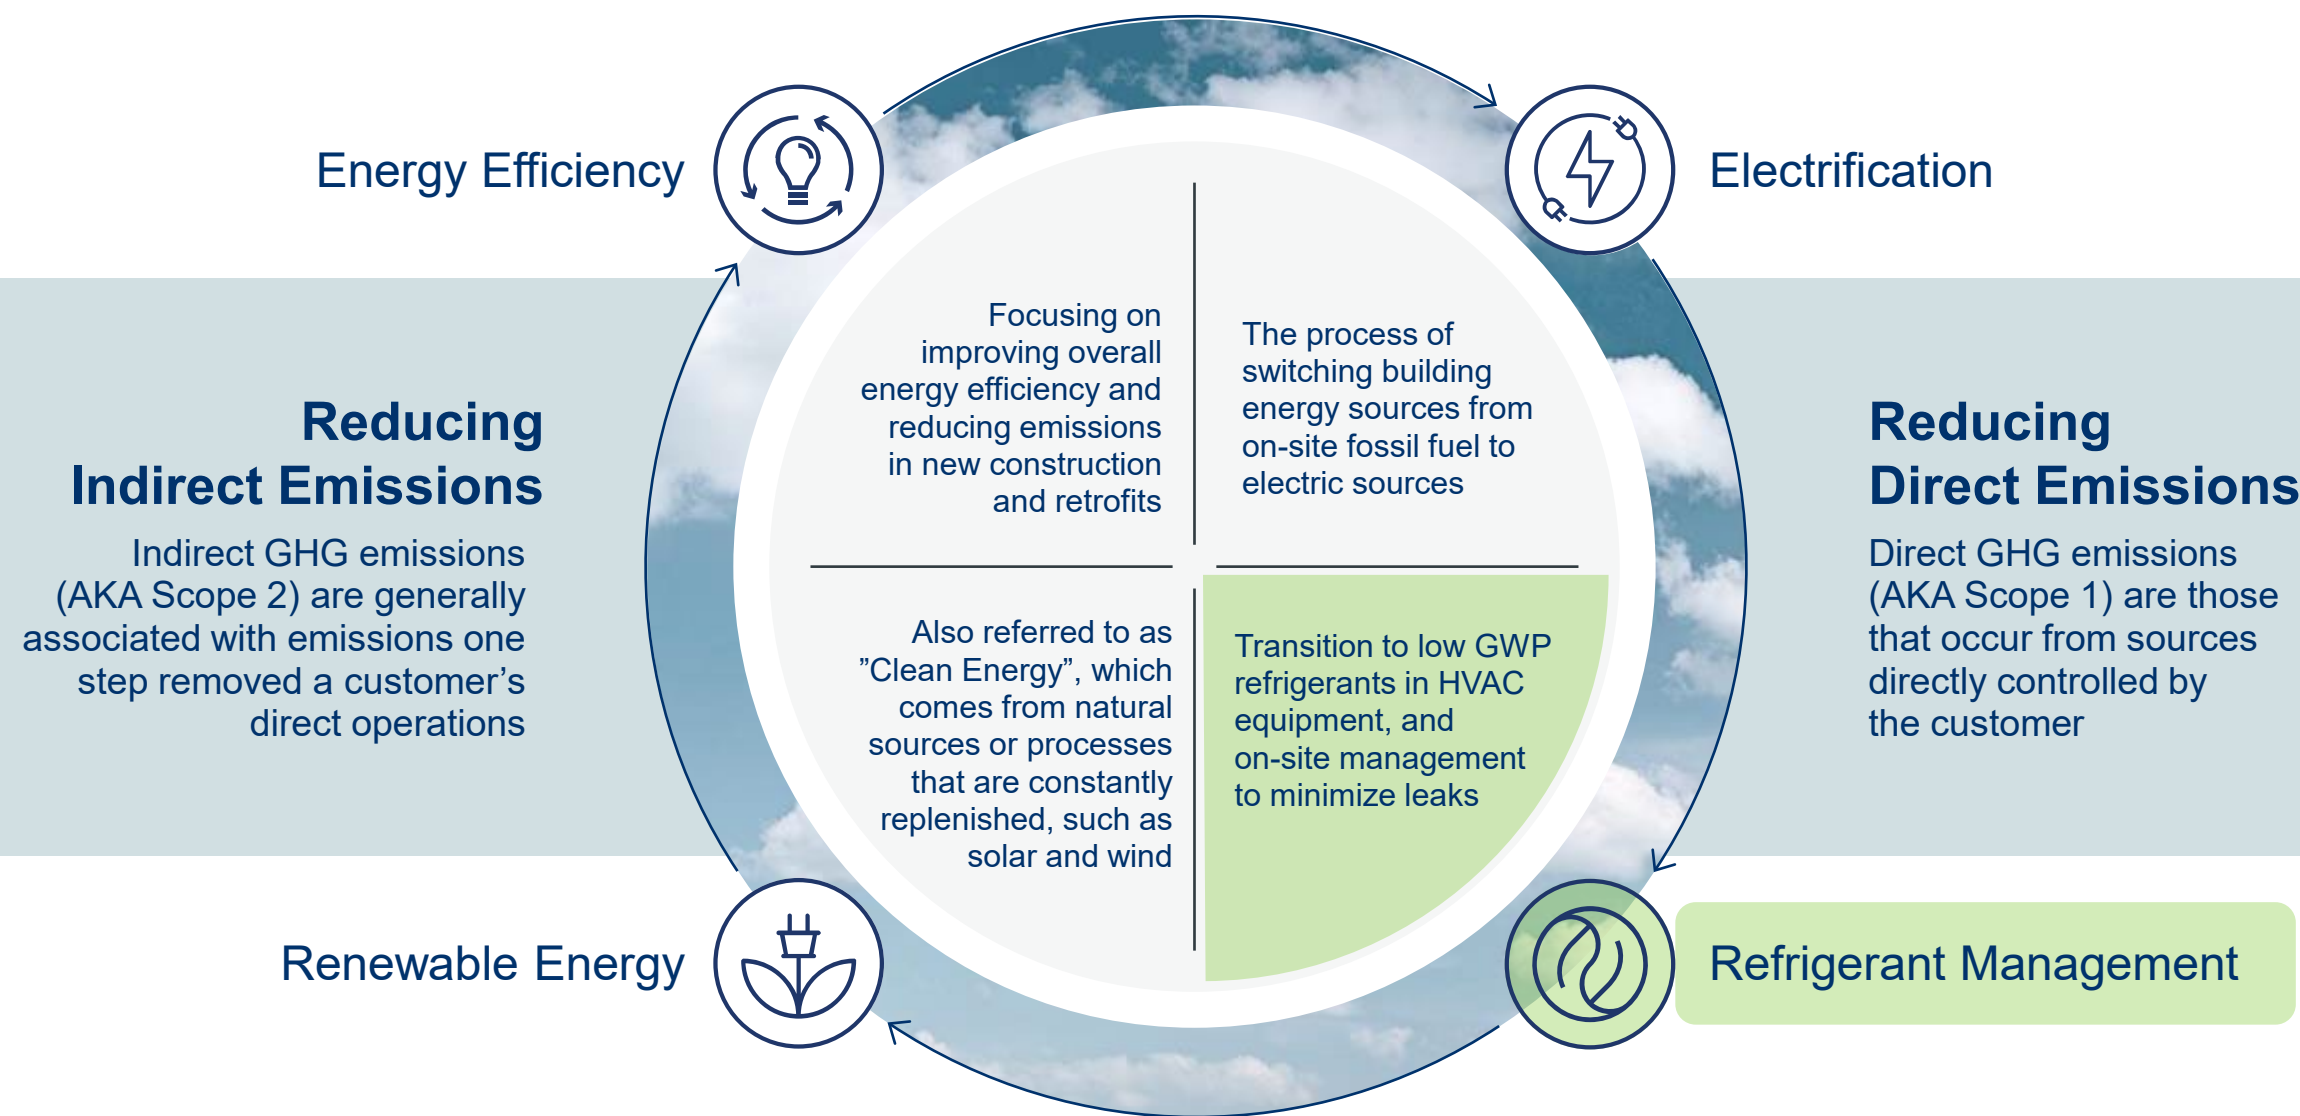 Energy Efficiency
Electrification
Focusing on
improving overall
energy efficiency and
reducing emissions
in new construction
and retrofits
The process of
switching building
energy sources from
on-site fossil fuel to
electric sources
Reducing
Indirect Emissions
Indirect GHG emissions
(AKA Scope 2) are generally
associated with emissions one
step removed a customer’s
direct operations
Reducing
Direct Emissions
Direct GHG emissions
(AKA Scope 1) are those
that occur from sources
directly controlled by
the customer
Also referred to as
”Clean Energy”, which
comes from natural
sources or processes
that are constantly
replenished, such as
solar and wind
Transition to low GWP
refrigerants in HVAC
equipment, and
on-site management
to minimize leaks
Renewable Energy
Refrigerant Management